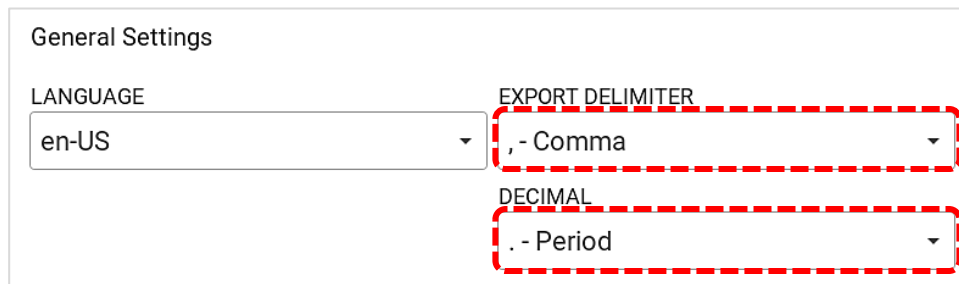 General Settings
LANGUAGE
EXPORT DELIMITER
en-US
, - Comma
DECIMAL
. - Period